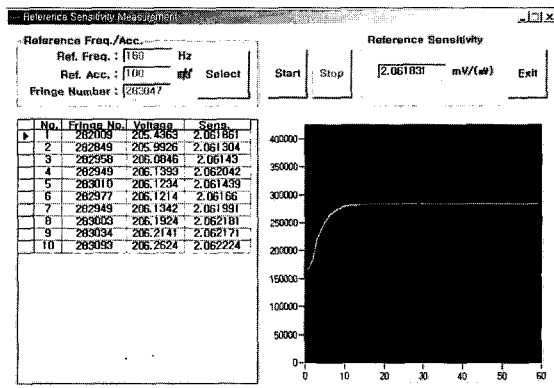 Reference Sensitivity Measurement
Reference Freq./Acc.
Ref. Freq. : 160 Hz
Ref. Acc. : 100
Select
Fringe Number : 283047
Start
Stop
Reference Sensitivity
2.061831 mV/(㎨)
Exit
No. Fringe No. Voltage Sens.
1 282009 205.4363 2.061861
2 282849 205.9926 2.061304
3 282958 206.0846 2.06143
4 282949 206.1393 2.062042
5 283010 206.1234 2.061439
6 282977 206.1214 2.06166
7 282949 206.1342 2.061991
8 283003 206.1924 2.062181
9 283034 206.2141 2.062171
10 283093 206.2624 2.062224
400000
350000
300000
250000
200000
150000
100000
50000
0
0 10 20 30 40 50 60